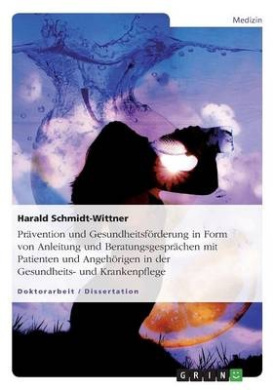 Medizin
Harald Schmidt-Wittner
Prävention und Gesundheitsförderung in Form
von Anleitung und Beratungsgesprächen mit
Patienten und Angehörigen in der
Gesundheits- und Krankenpflege
Doktorarbeit / Dissertation
GRIN